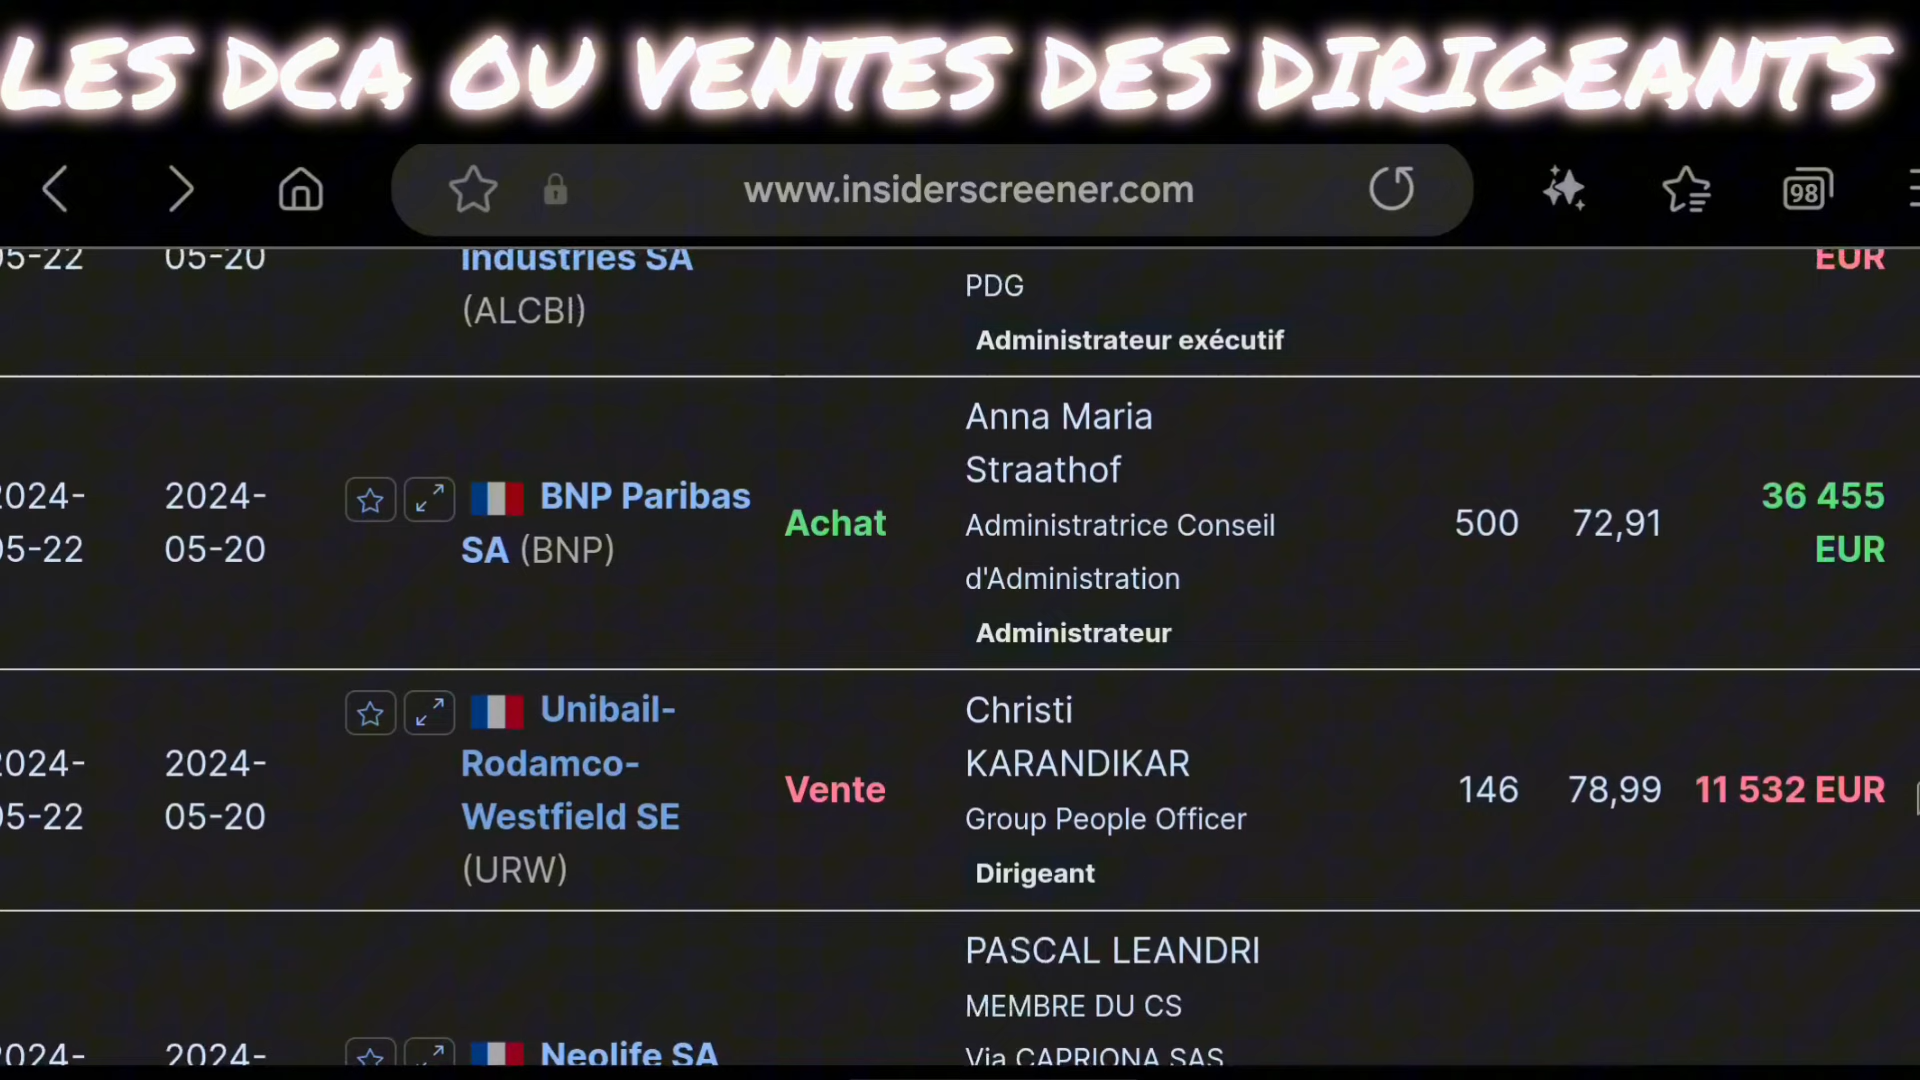 LES DCA OU VENTES DES DIRIGEANTS
www.insiderscreener.com
98
05-22 05-20 Industries SA EUR
(ALCBI) PDG
Administrateur exécutif
Anna Maria
Straathof
2024- 2024- BNP Paribas 36 455
05-22 05-20 SA (BNP) Achat Administratrice Conseil 500 72,91 EUR
d'Administration
Administrateur
Unibail- Christi
2024- 2024- Rodamco- KARANDIKAR
05-22 05-20 Westfield SE Vente Group People Officer 146 78,99 11 532 EUR
(URW) Dirigeant
PASCAL LEANDRI
MEMBRE DU CS
2024- 2024- Neolife SA Via CAPRIONA SAS